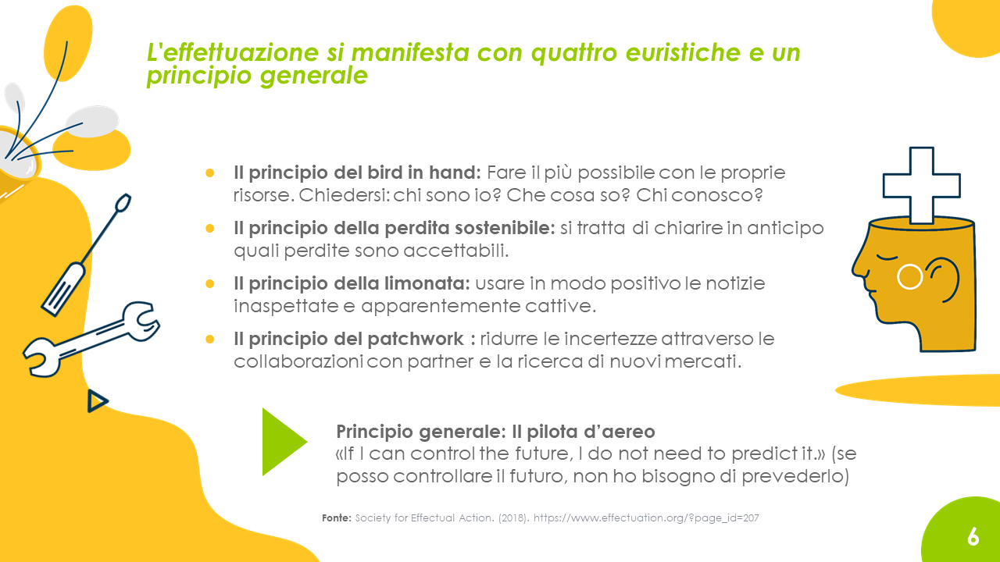 L'effettuazione si manifesta con quattro euristiche e un
principio generale
● Il principio del bird in hand: Fare il più possibile con le proprie
risorse. Chiedersi: chi sono io? Che cosa so? Chi conosco?
● Il principio della perdita sostenibile: si tratta di chiarire in anticipo
quali perdite sono accettabili.
● Il principio della limonata: usare in modo positivo le notizie
inaspettate e apparentemente cattive.
● Il principio del patchwork : ridurre le incertezze attraverso le
collaborazioni con partner e la ricerca di nuovi mercati.
Principio generale: Il pilota d’aereo
«If I can control the future, I do not need to predict it.» (se
posso controllare il futuro, non ho bisogno di prevederlo)
Fonte: Society for Effectual Action. (2018). https://www.effectuation.org/?page_id=207
6